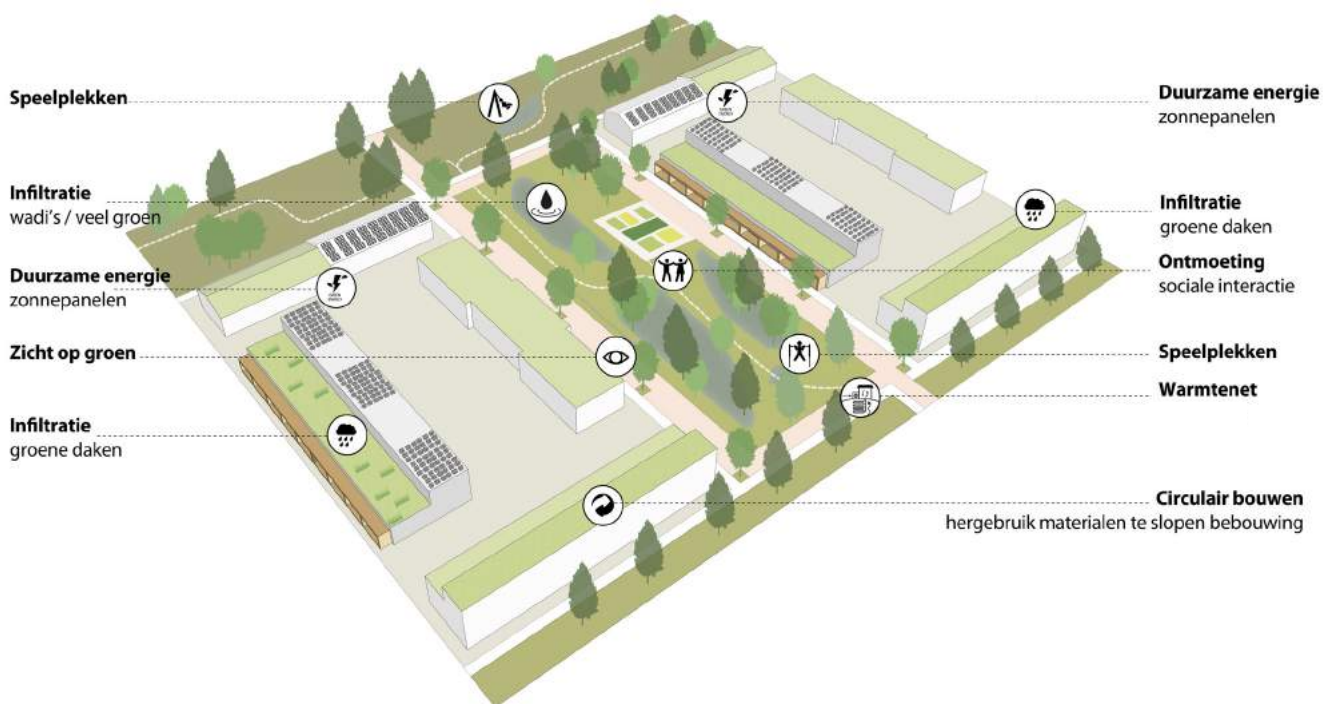 Speelplekken
Infiltratie
wadi's / veel groen
Duurzame energie
zonnepanelen
Zicht op groen
Infiltratie
groene daken
Duurzame energie
zonnepanelen
Infiltratie
groene daken
Ontmoeting
sociale interactie
Speelplekken
Warmtenet
Circulair bouwen
hergebruik materialen te slopen bebouwing